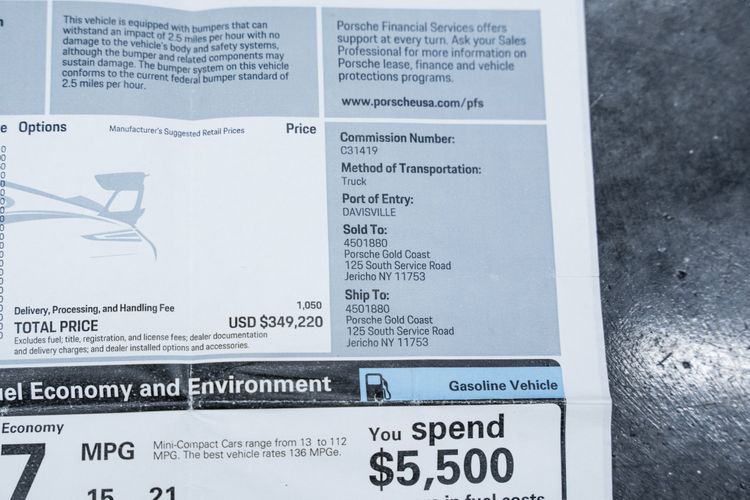 This vehicle is equipped with bumpers that can
withstand an impact of 2.5 miles per hour with no
damage to the vehicle's body and safety systems,
although the bumper and related components may
sustain damage. The bumper system on this vehicle
conforms to the current federal bumper standard of
2.5 miles per hour.
Porsche Financial Services offers
support at every turn. Ask your Sales
Professional for more information on
Porsche lease, finance and vehicle
protections programs.
www.porscheusa.com/pfs
e Options Manufacturer's Suggested Retail Prices Price
Delivery, Processing, and Handling Fee 1,050
TOTAL PRICE USD $349,220
Excludes fuel; title, registration, and license fees; dealer documentation
and delivery charges; and dealer installed options and accessories.
Commission Number:
C31419
Method of Transportation:
Truck
Port of Entry:
DAVISVILLE
Sold To:
4501880
Porsche Gold Coast
125 South Service Road
Jericho NY 11753
Ship To:
4501880
Porsche Gold Coast
125 South Service Road
Jericho NY 11753
uel Economy and Environment
Gasoline Vehicle
Economy
7 MPG
Mini-Compact Cars range from 13 to 112
MPG. The best vehicle rates 136 MPGe.
15 21
You spend
$5,500
in fuel costs